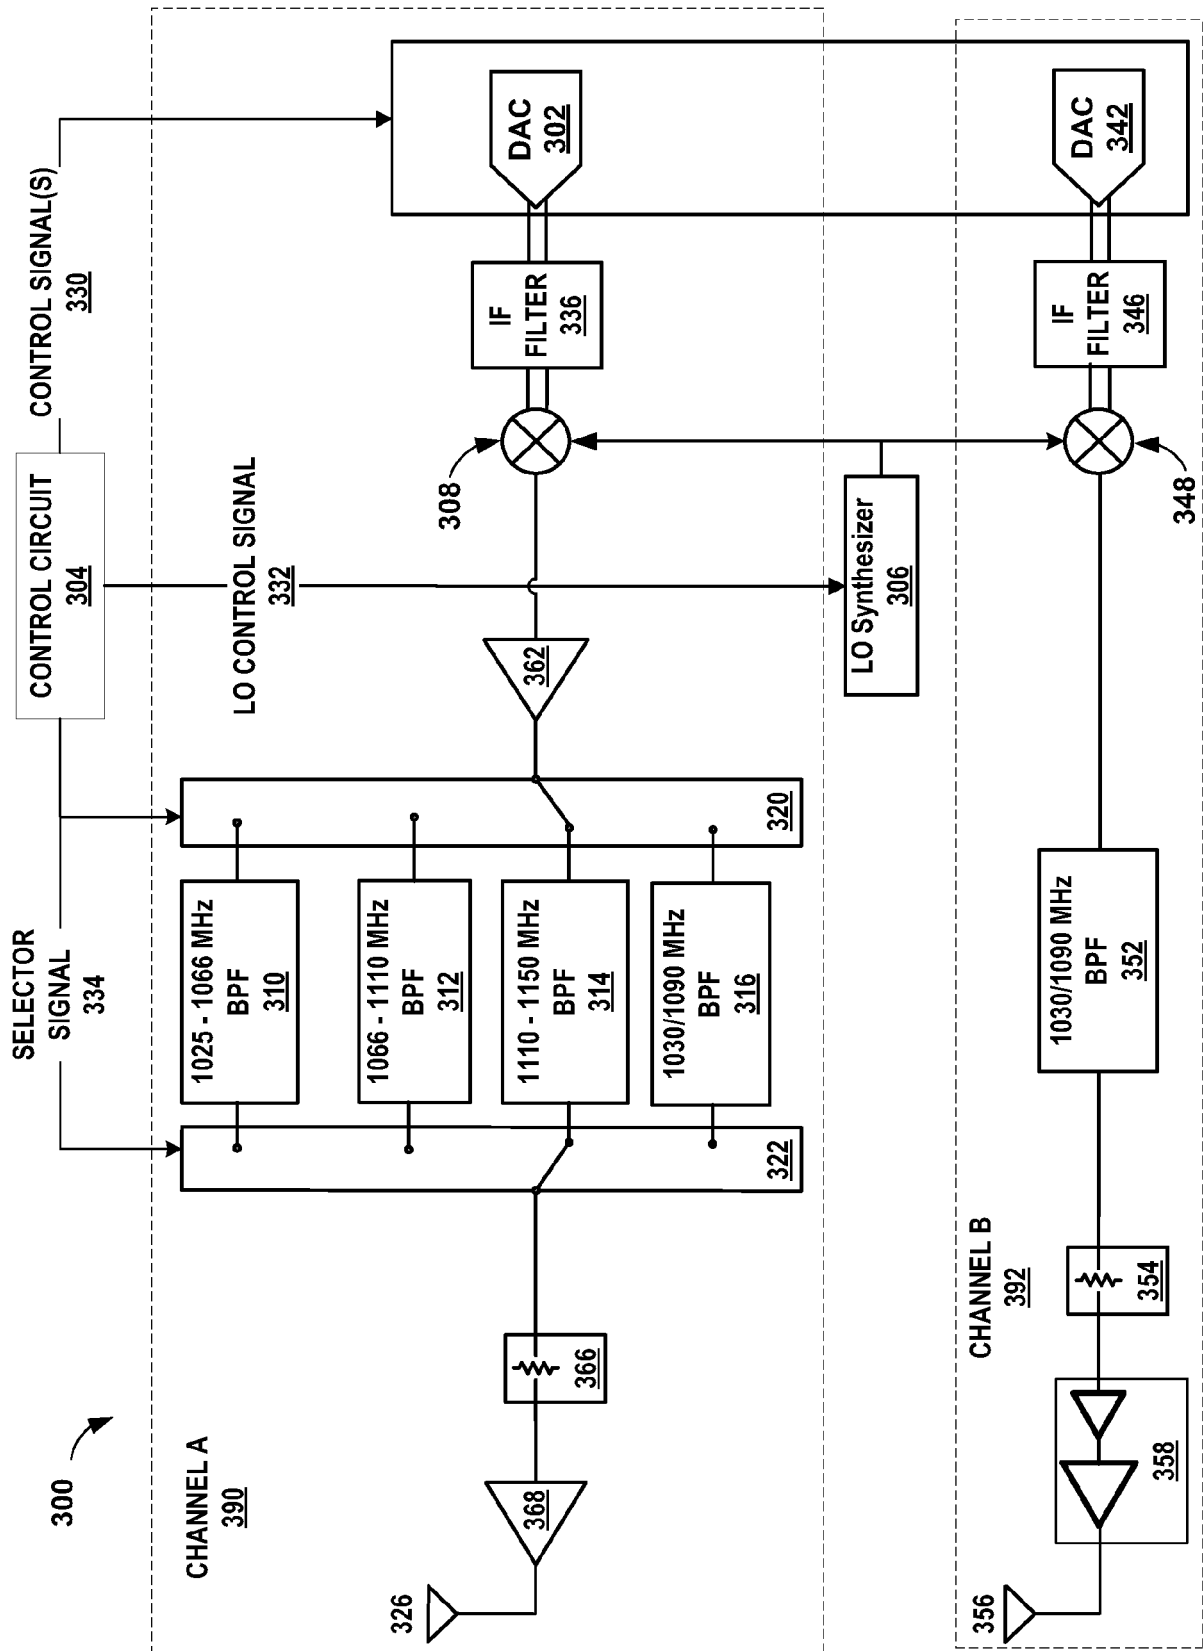 300
CONTROL CIRCUIT
304
CONTROL SIGNAL(S)
330
SELECTOR
SIGNAL
334
LO CONTROL SIGNAL
332
CHANNEL A
390
326
368
366
322
1025 - 1066 MHz
BPF
310
1066 - 1110 MHz
BPF
312
1110 - 1150 MHz
BPF
314
1030/1090 MHz
BPF
316
320
362
308
IF
FILTER
336
DAC
302
LO Synthesizer
306
CHANNEL B
392
356
358
354
1030/1090 MHz
BPF
352
348
IF
FILTER
346
DAC
342